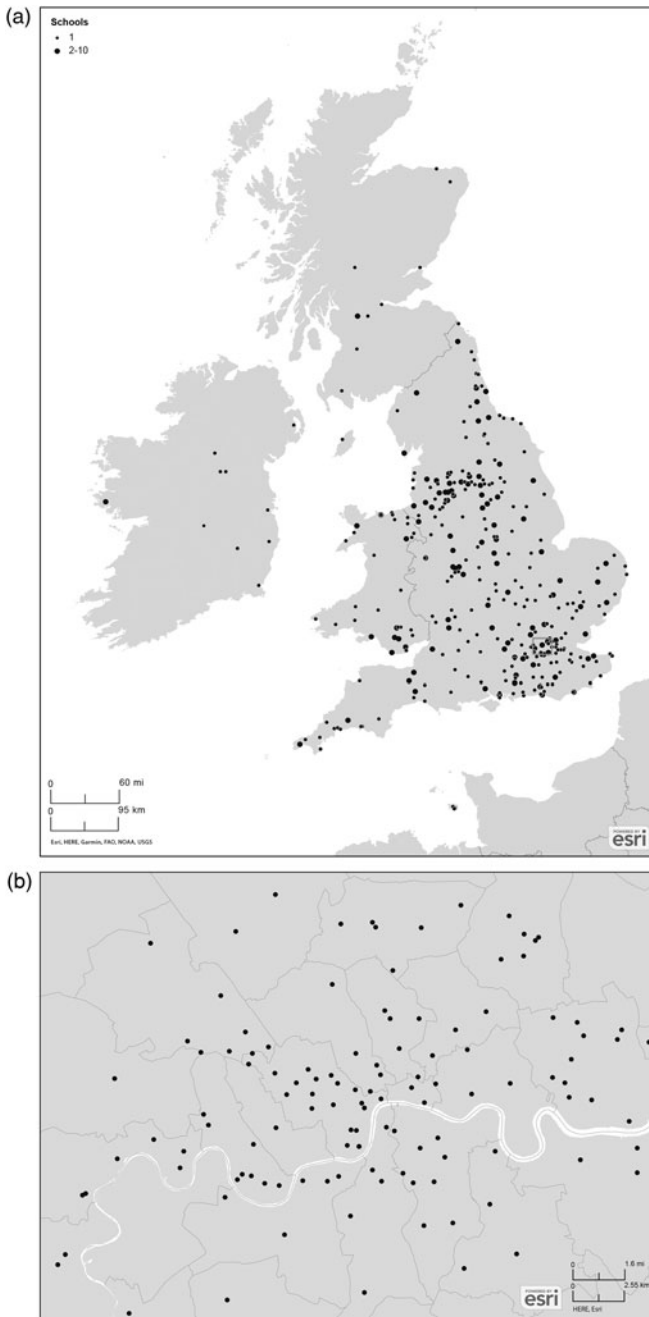 (a)
Schools
1
2-10
0 60 mi
0 95 km
Esri, HERE, Garmin, FAO, NOAA, USGS
POWERED BY
esri
(b)
0 1.6 mi
0 2.55 km
POWERED BY
esri
HERE, Esri